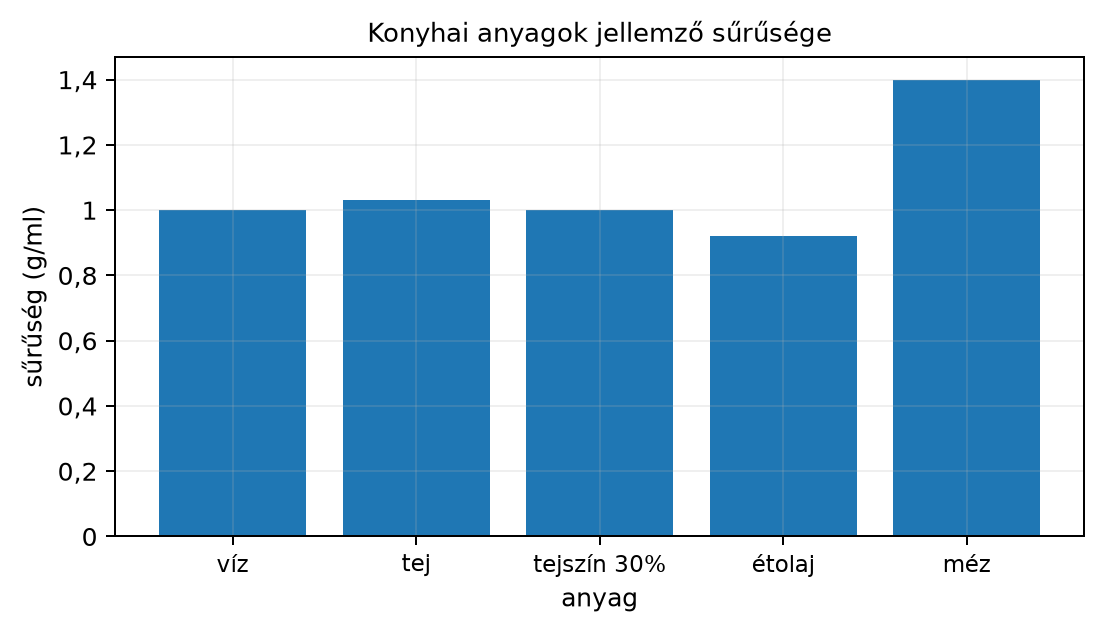 Konyhai anyagok jellemző sűrűsége
sűrűség (g/ml)
1,4
1,2
1
0,8
0,6
0,4
0,2
0
víz tej tejszín 30% étolaj méz
anyag